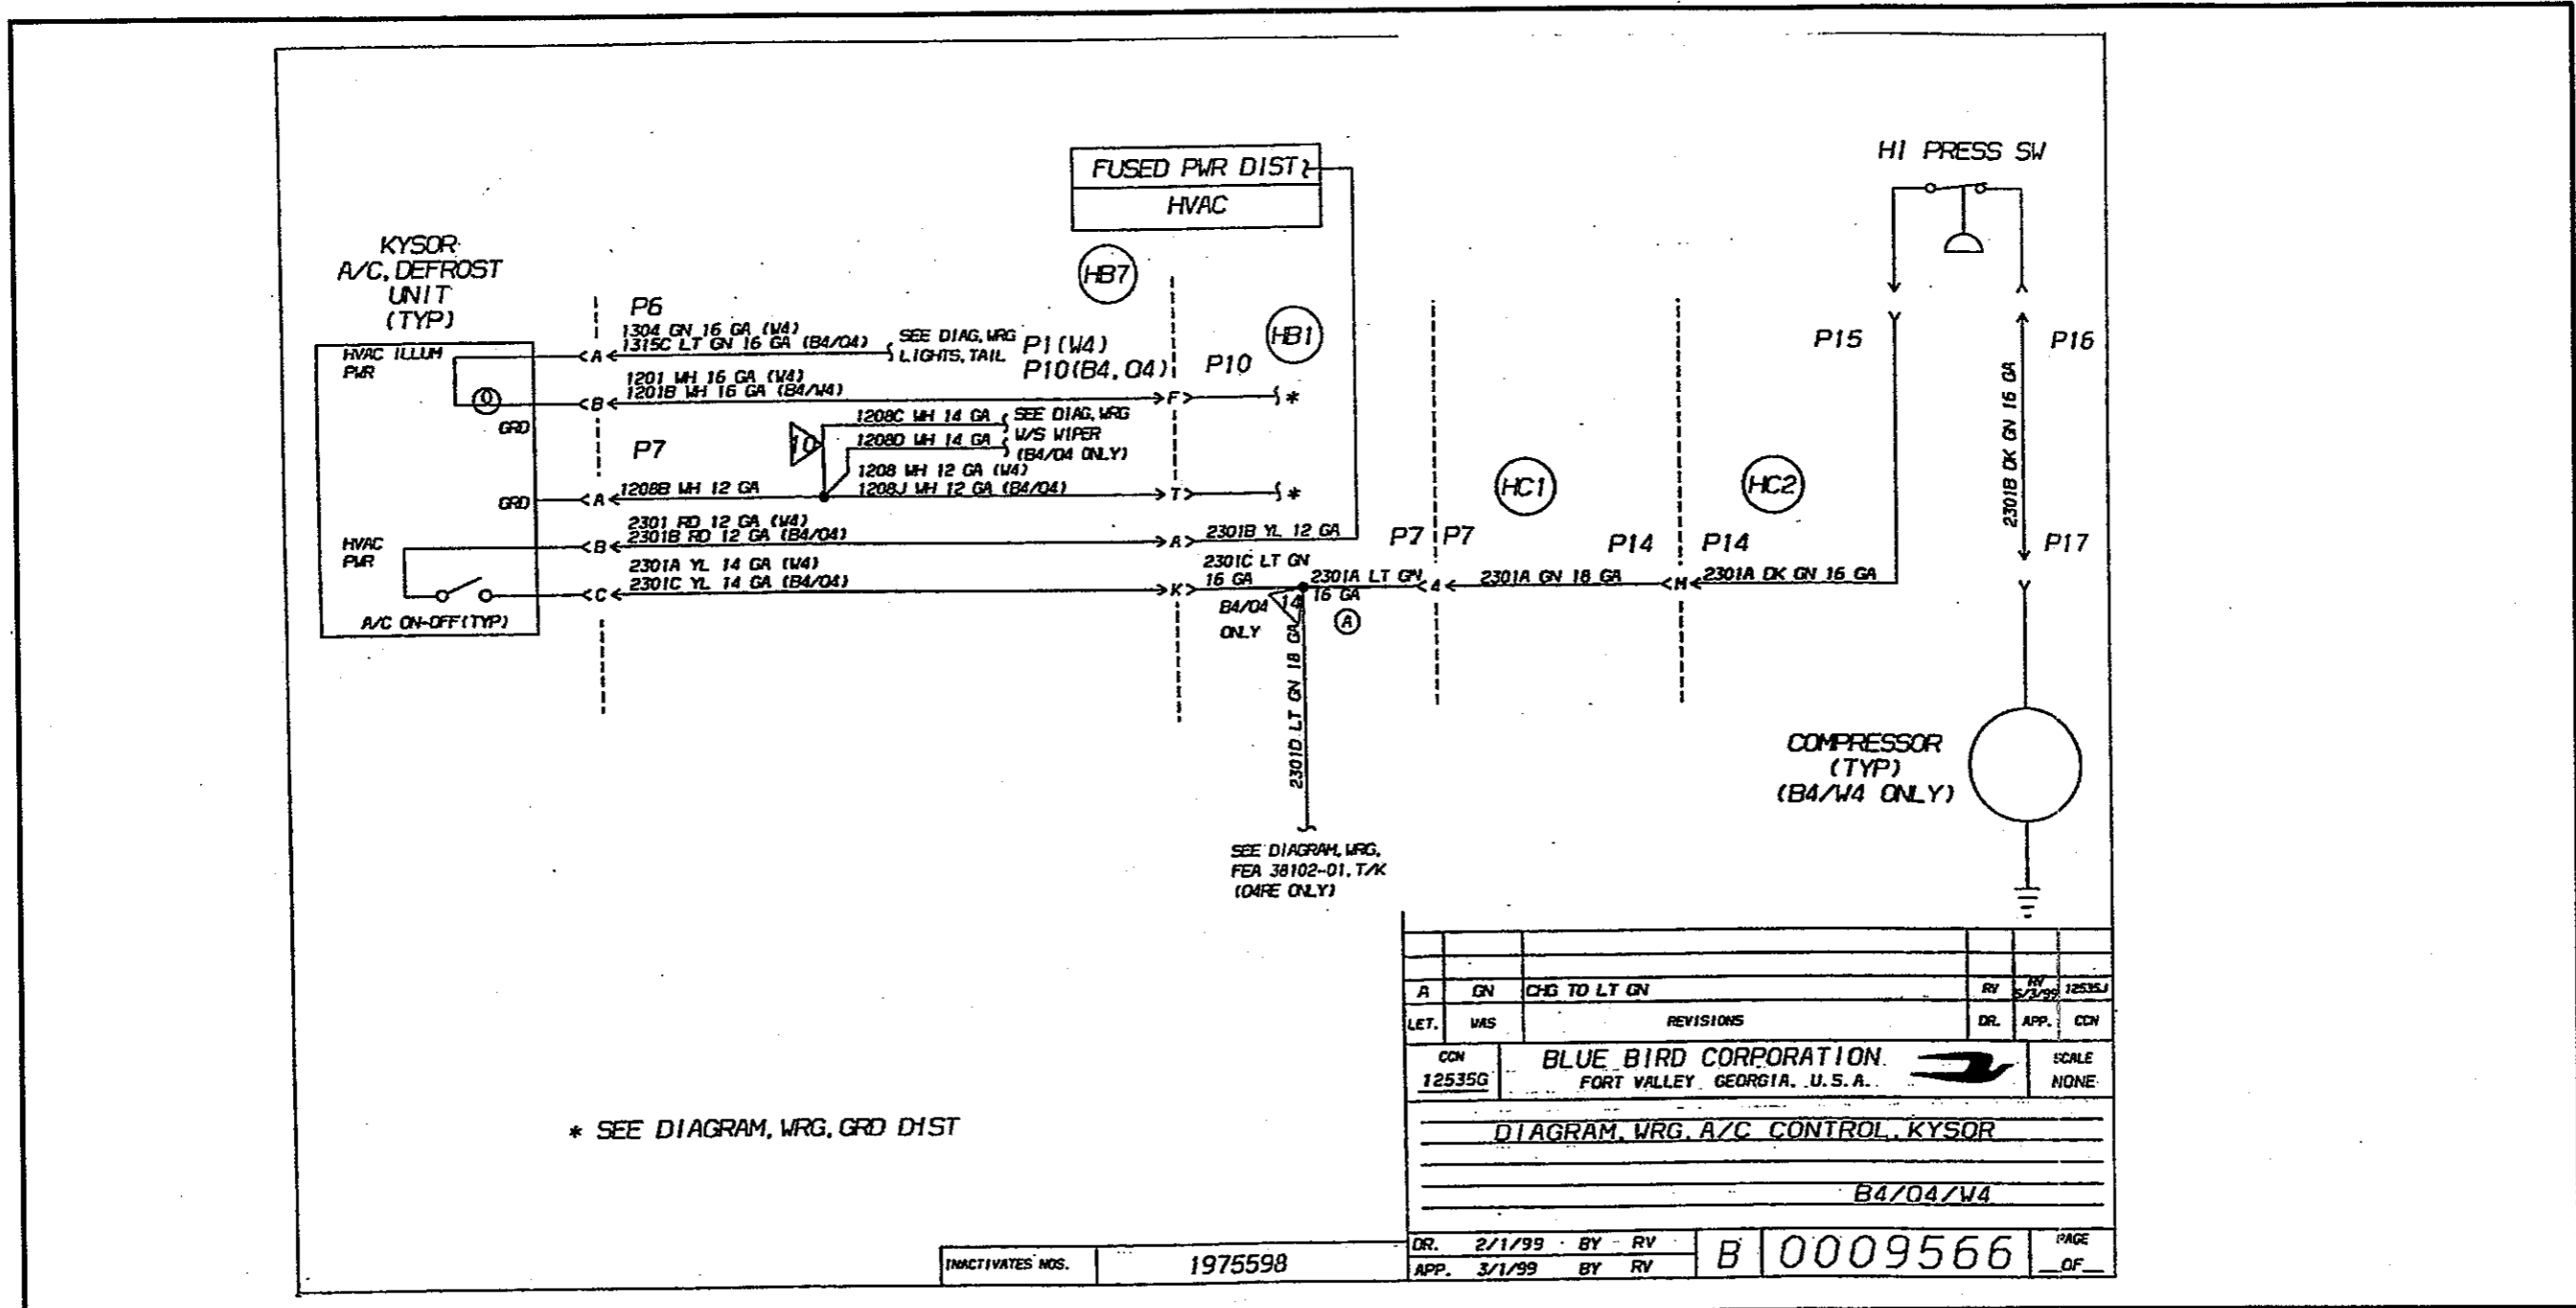 FUSED PWR DIST
HVAC
HI PRESS SW
KYSOR
A/C, DEFROST
UNIT
(TYP)
HB7
HB1
P6
1304 GN 16 GA (W4)
1315C LT GN 16 GA (B4/O4)
SEE DIAG, WRG
LIGHTS, TAIL
P1(W4)
P10(B4, O4)
P10
P15
P16
HVAC ILLUM
PWR
A
1201 WH 16 GA (W4)
1201B WH 16 GA (B4/W4)
B
F
*
GRD
P7
10
1208C WH 14 GA
1208D WH 14 GA
SEE DIAG, WRG
W/S WIPER
(B4/O4 ONLY)
1208 WH 12 GA (W4)
1208J WH 12 GA (B4/O4)
GRD
A
1208B WH 12 GA
T
*
HC1
HC2
2301B DK GN 16 GA
HVAC
PWR
2301 RD 12 GA (W4)
2301B RD 12 GA (B4/O4)
B
A
2301B YL 12 GA
P7
P7
P14
P14
P17
2301A YL 14 GA (W4)
2301C YL 14 GA (B4/O4)
C
K
2301C LT GN
16 GA
2301A LT GN
16 GA
4
2301A GN 18 GA
M
2301A DK GN 16 GA
A/C ON-OFF(TYP)
B4/O4
ONLY
14
A
2301D LT GN 18 GA
COMPRESSOR
(TYP)
(B4/W4 ONLY)
SEE DIAGRAM, WRG,
FEA 38102-01, T/K
(O4RE ONLY)
A GN CHG TO LT GN RV RV 5/3/99 12535J
LET. WAS REVISIONS DR. APP. CCN
CCN
12535G
BLUE BIRD CORPORATION
FORT VALLEY GEORGIA. U.S.A.
SCALE
NONE
* SEE DIAGRAM, WRG, GRD DIST
DIAGRAM, WRG, A/C CONTROL, KYSOR
B4/O4/W4
INACTIVATES NOS. 1975598
DR. 2/1/99 BY RV
APP. 3/1/99 BY RV
B 0009566
PAGE
__OF__